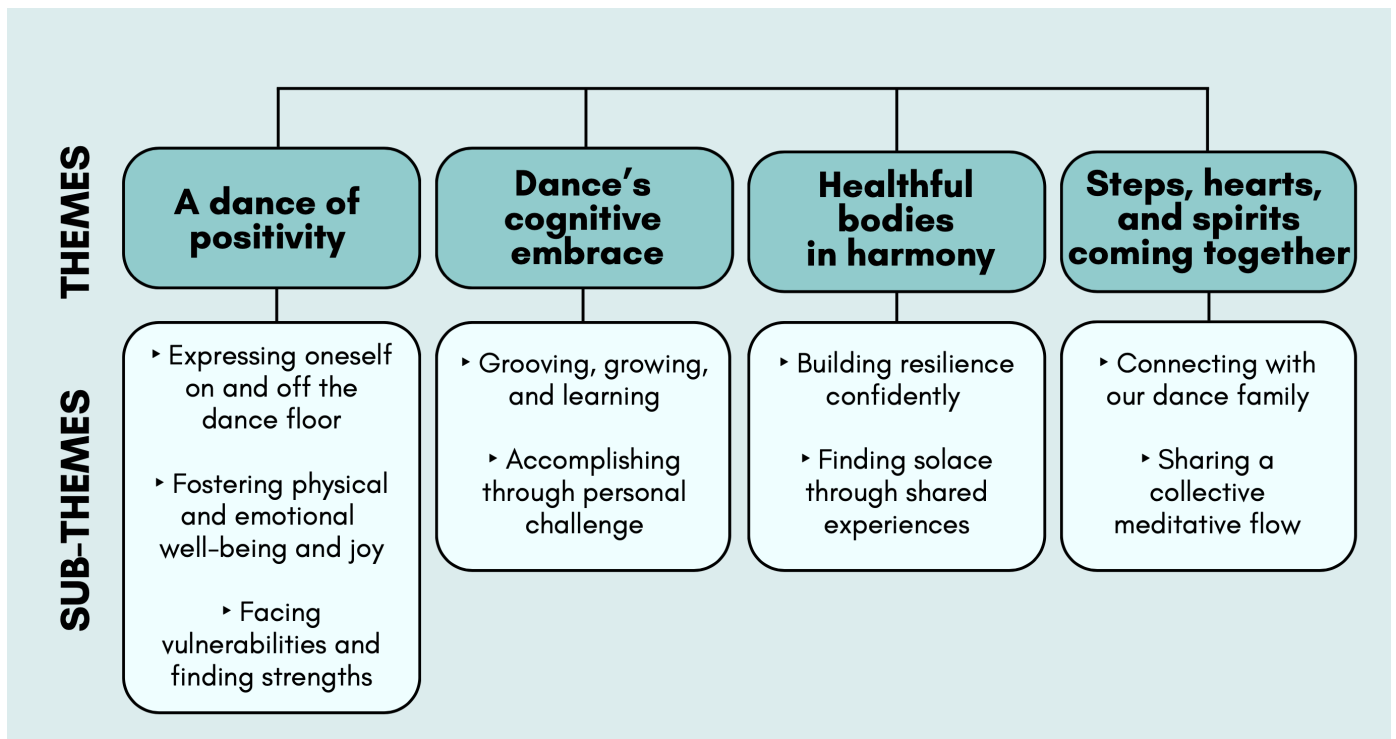 THEMES
A dance of
positivity
Dance’s
cognitive
embrace
Healthful
bodies
in harmony
Steps, hearts,
and spirits
coming together
SUB-THEMES
‣ Expressing oneself
on and off the
dance floor
‣ Fostering physical
and emotional
well-being and joy
‣ Facing
vulnerabilities and
finding strengths
‣ Grooving, growing,
and learning
‣ Accomplishing
through personal
challenge
‣ Building resilience
confidently
‣ Finding solace
through shared
experiences
‣ Connecting with
our dance family
‣ Sharing a
collective
meditative flow